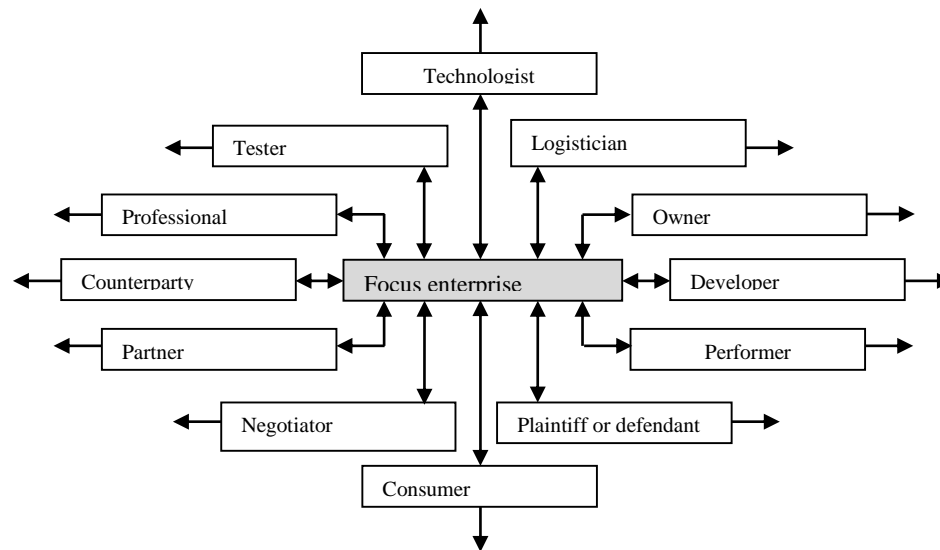 Technologist
Tester
Logistician
Professional
Owner
Counterparty
Focus enterprise
Developer
Partner
Performer
Negotiator
Plaintiff or defendant
Consumer